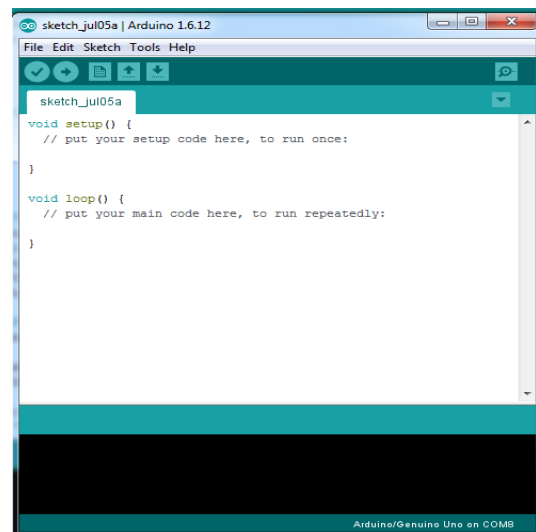 sketch_jul05a | Arduino 1.6.12
File Edit Sketch Tools Help
sketch_jul05a
void setup() {
  // put your setup code here, to run once:
}
void loop() {
  // put your main code here, to run repeatedly:
}
Arduino/Genuino Uno on COM8